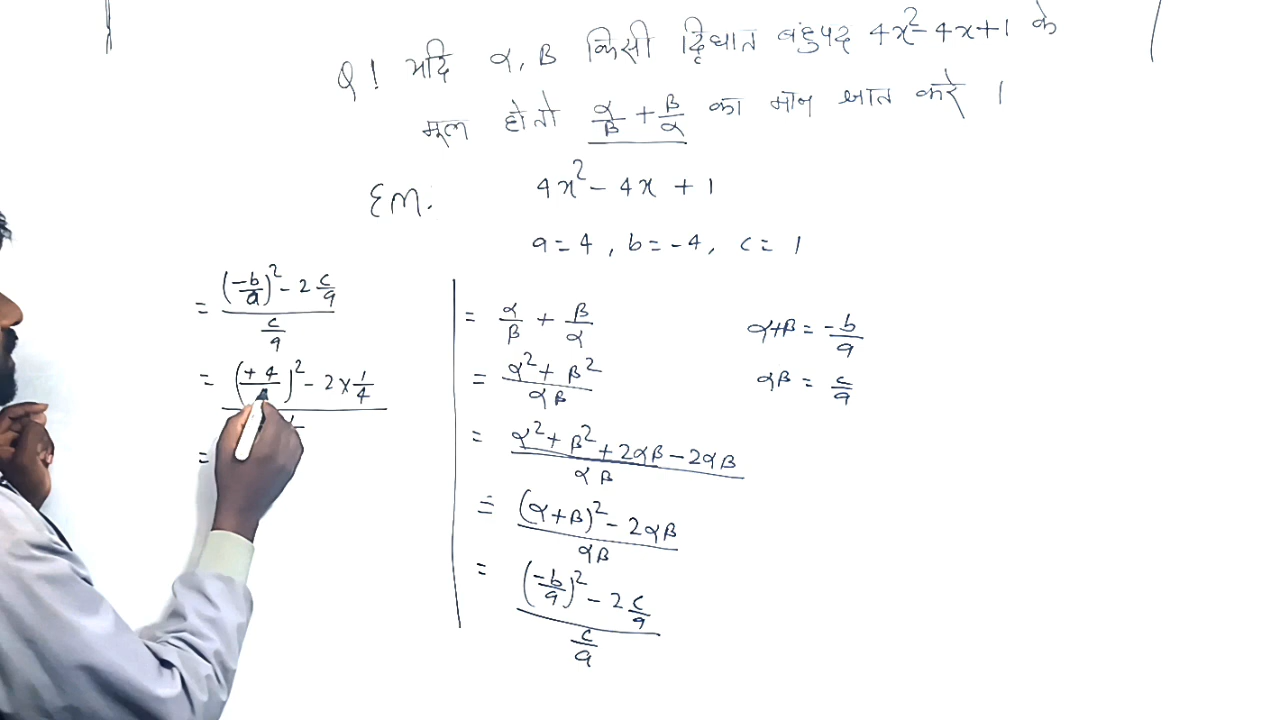 Q! यदि α, β किसी द्विघात बहुपद 4x² - 4x + 1 के
मूल हो तो α/β + β/α का मान ज्ञात करे ।
4x² - 4x + 1
a = 4 , b = -4, c = 1
= α/β + β/α
α+β = -b/a
= (α² + β²)/αβ
αβ = c/a
= (α² + β² + 2αβ - 2αβ)/αβ
= ((α+β)² - 2αβ)/αβ
= ((-b/a)² - 2 c/a)/(c/a)
= ((-b/a)² - 2 c/a)/(c/a)
= (+4/4)² - 2 × 1/4
=